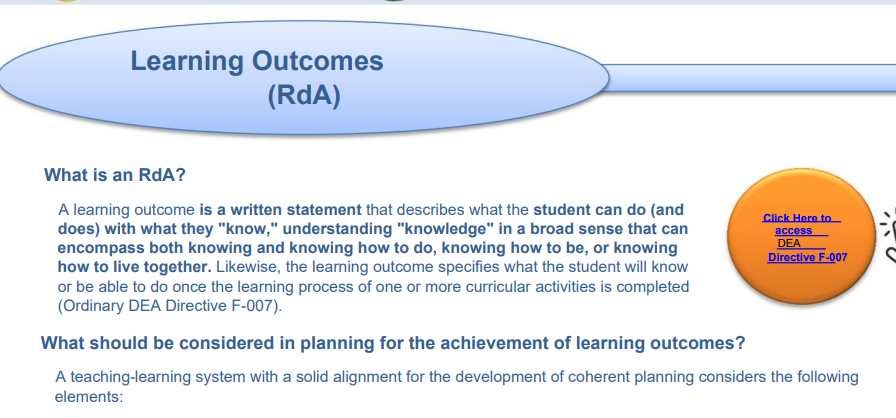 Learning Outcomes
(RdA)
What is an RdA?
A learning outcome is a written statement that describes what the student can do (and
does) with what they "know," understanding "knowledge" in a broad sense that can
encompass both knowing and knowing how to do, knowing how to be, or knowing
how to live together. Likewise, the learning outcome specifies what the student will know
or be able to do once the learning process of one or more curricular activities is completed
(Ordinary DEA Directive F-007).
Click Here to
access
DEA
Directive F-007
What should be considered in planning for the achievement of learning outcomes?
A teaching-learning system with a solid alignment for the development of coherent planning considers the following
elements: